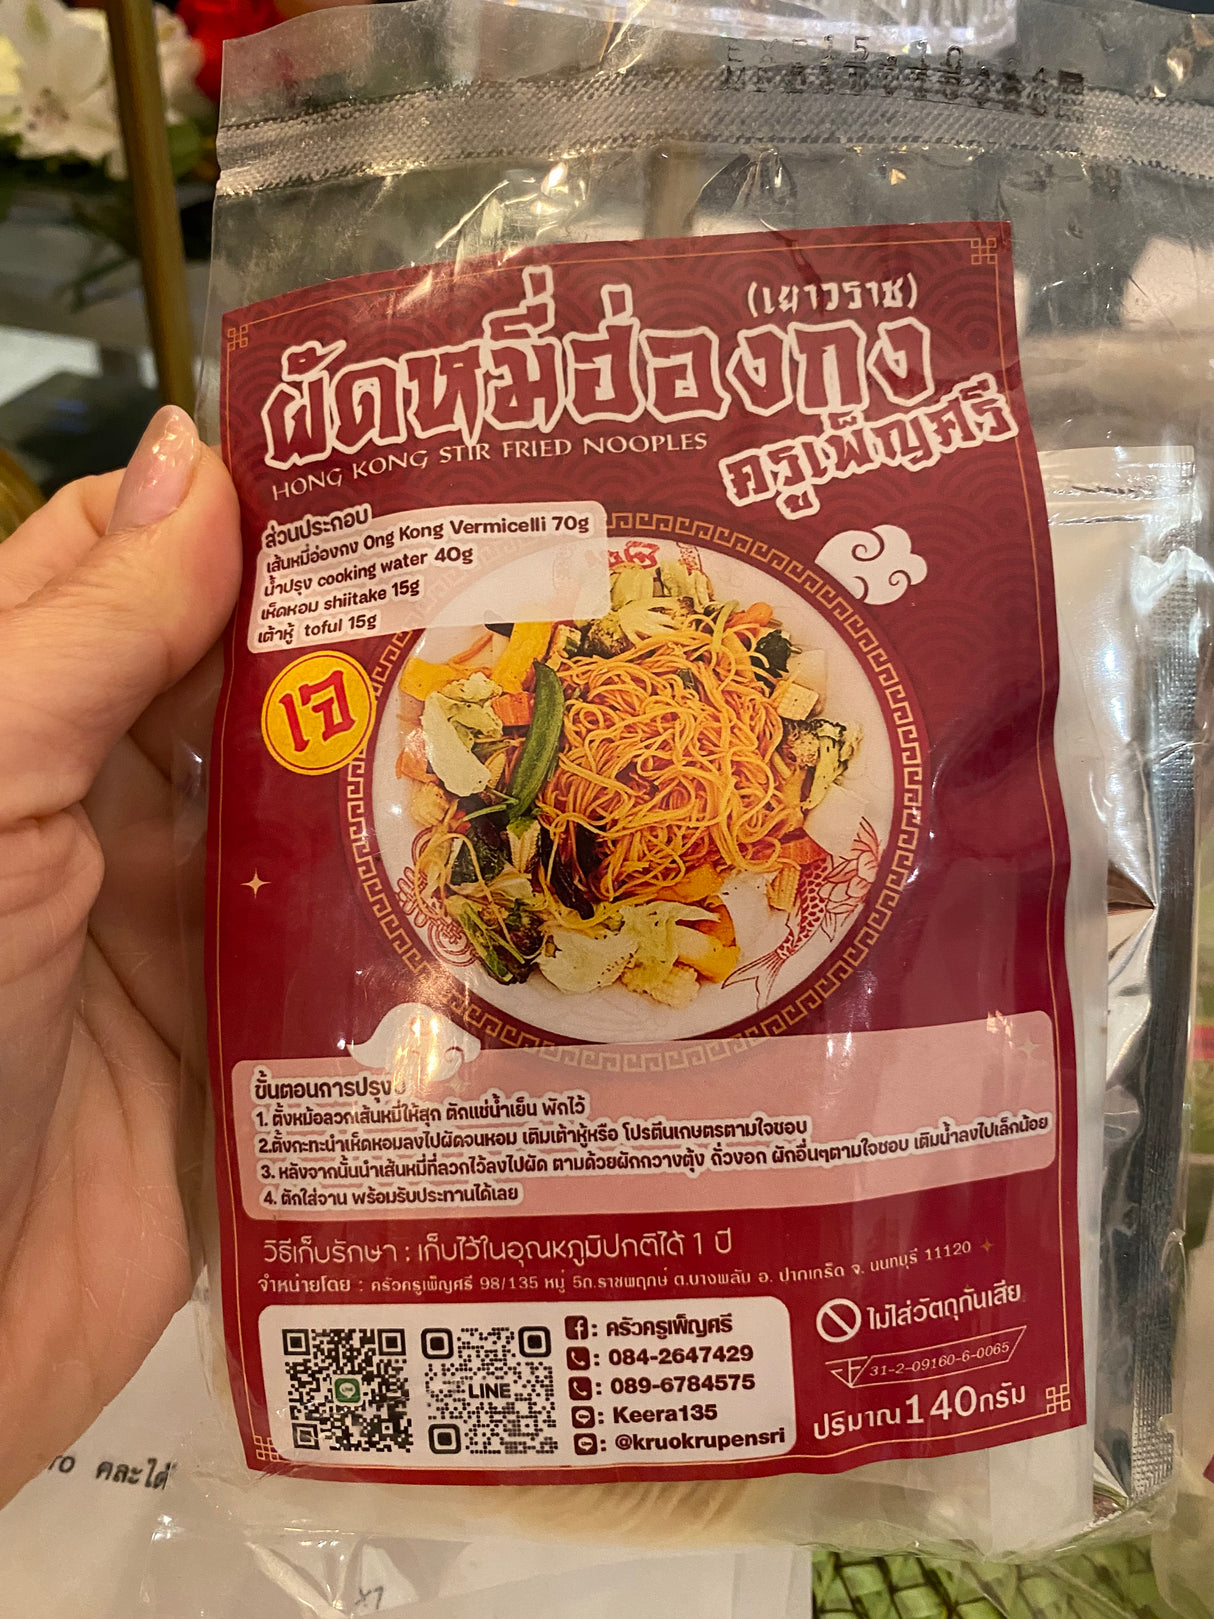 (เยาวราช)
ผัดหมี่ฮ่องกง
HONG KONG STIR FRIED NOOPLES
ครูเพ็ญศรี
ส่วนประกอบ
เส้นหมี่ฮ่องกง Ong Kong Vermicelli 70g
น้ำปรุง cooking water 40g
เห็ดหอม shiitake 15g
เต้าหู้ toful 15g
เจ
ขั้นตอนการปรุง
1. ตั้งหม้อลวกเส้นหมี่ให้สุก ตักแช่น้ำเย็น พักไว้
2.ตั้งกะทะนำเห็ดหอมลงไปผัดจนหอม เติมเต้าหู้หรือ โปรตีนเกษตรตามใจชอบ
3. หลังจากนั้นนำเส้นหมี่ที่ลวกไว้ลงไปผัด ตามด้วยผักกวางตุ้ง ถั่วงอก ผักอื่นๆตามใจชอบ เติมน้ำลงไปเล็กน้อย
4. ตักใส่จาน พร้อมรับประทานได้เลย
วิธีเก็บรักษา : เก็บไว้ในอุณหภูมิปกติได้ 1 ปี
จำหน่ายโดย : ครัวครูเพ็ญศรี 98/135 หมู่ 5ถ.ราชพฤกษ์ ต.บางพลับ อ. ปากเกร็ด จ. นนทบุรี 11120
ไม่ใส่วัตถุกันเสีย
31-2-09160-6-0065
ปริมาณ140กรัม
LINE
: ครัวครูเพ็ญศรี
: 084-2647429
: 089-6784575
: Keera135
: @kruokrupensri
คละได้
x1